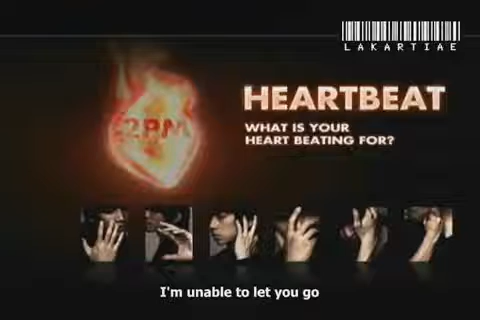 LAKARTIAE
2PM
HEARTBEAT
WHAT IS YOUR
HEART BEATING FOR?
I'm unable to let you go